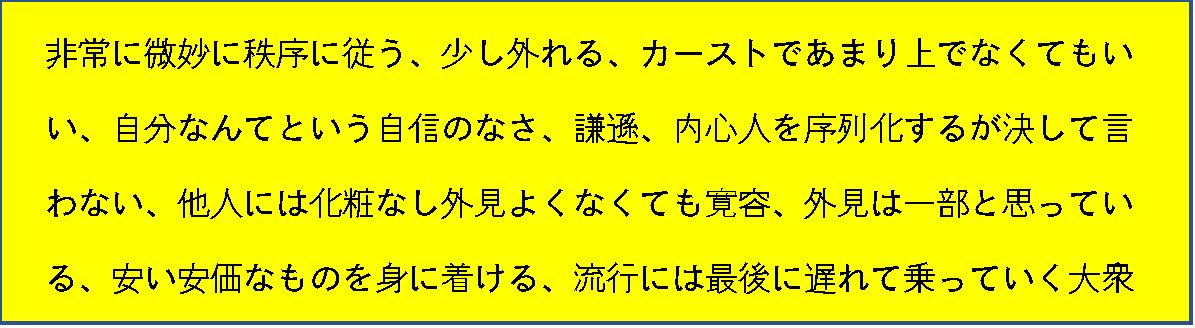 非常に微妙に秩序に従う、少し外れる、カーストであまり上でなくてもい
い、自分なんてという自信のなさ、謙遜、内心人を序列化するが決して言
わない、他人には化粧なし外見よくなくても寛容、外見は一部と思ってい
る、安い安価なものを身に着ける、流行には最後に遅れて乗っていく大衆